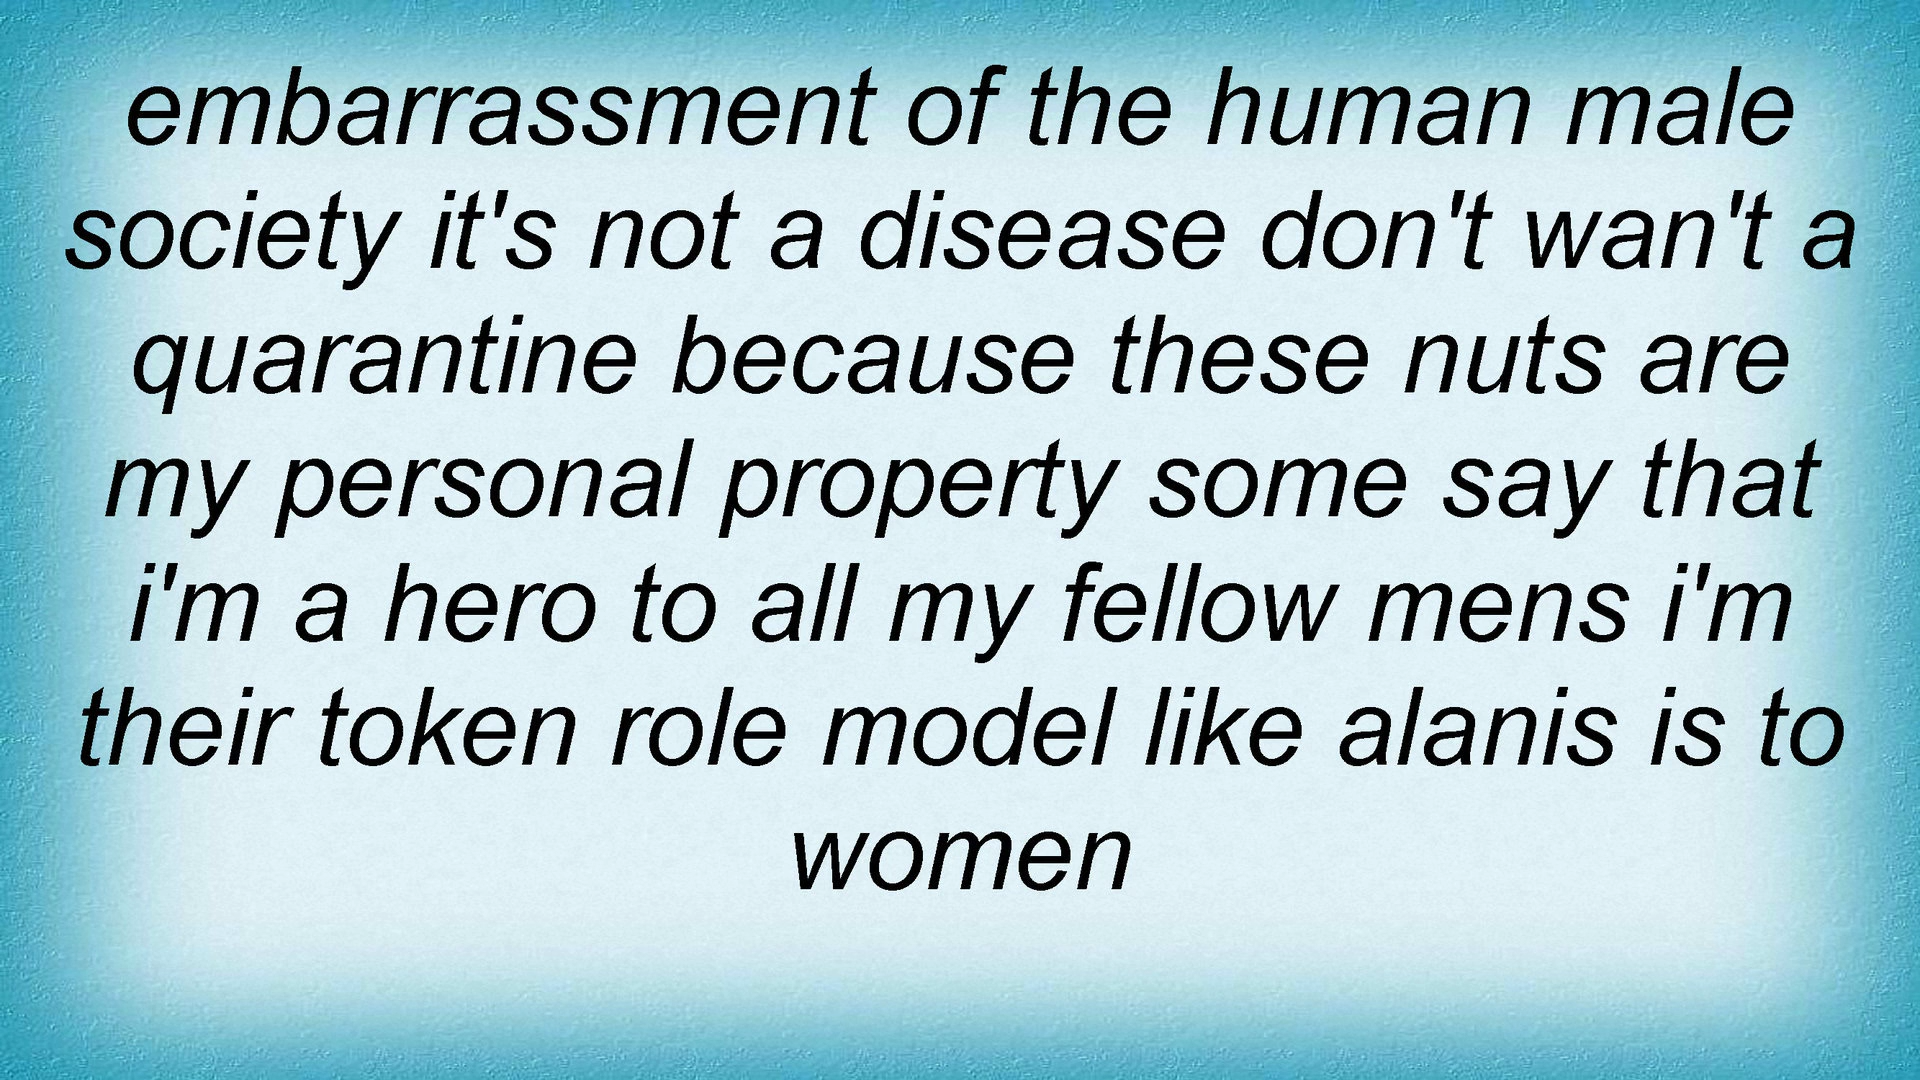 embarrassment of the human male
society it's not a disease don't wan't a
quarantine because these nuts are
my personal property some say that
i'm a hero to all my fellow mens i'm
their token role model like alanis is to
women